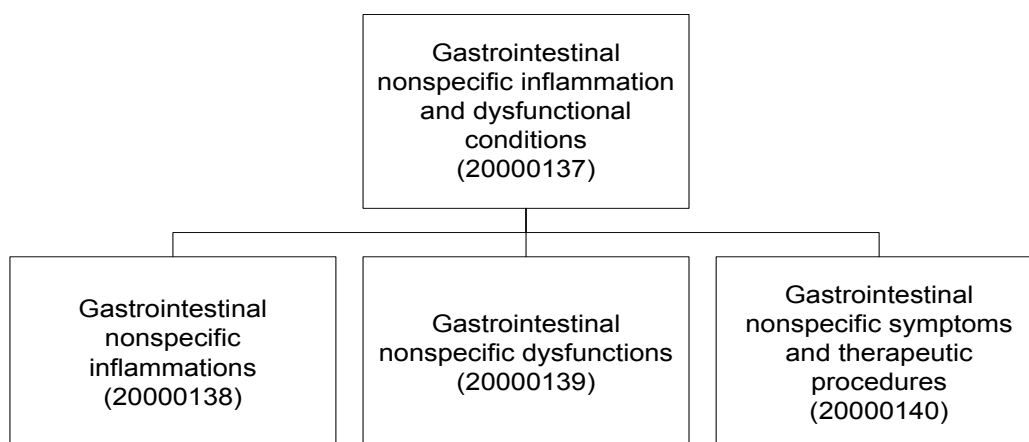 Gastrointestinal
nonspecific inflammation
and dysfunctional
conditions
(20000137)
Gastrointestinal
nonspecific
inflammations
(20000138)
Gastrointestinal
nonspecific dysfunctions
(20000139)
Gastrointestinal
nonspecific symptoms
and therapeutic
procedures
(20000140)